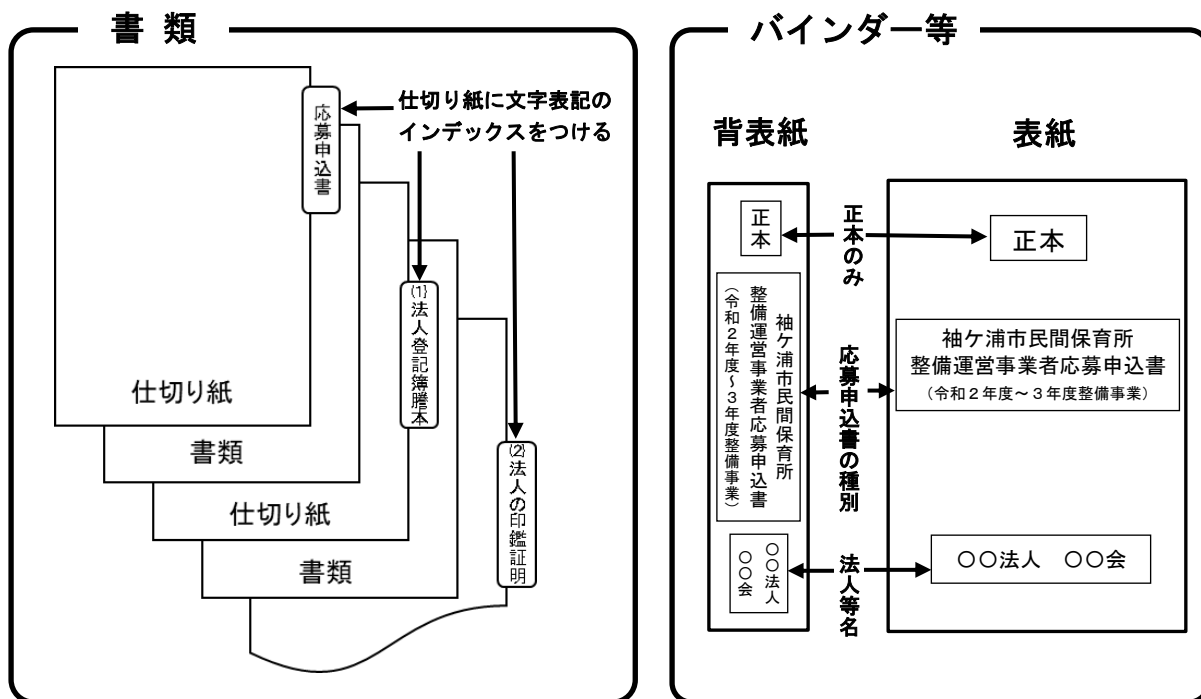 書 類
応募申込書
仕切り紙に文字表記の
インデックスをつける
(1)法人登記簿謄本
(2)法人の印鑑証明
仕切り紙
書類
仕切り紙
書類
バインダー等
背表紙
表紙
正本
正本のみ
正本
袖ケ浦市民間保育所
整備運営事業者応募申込書
（令和２年度～３年度整備事業）
応募申込書の種別
袖ケ浦市民間保育所
整備運営事業者応募申込書
（令和２年度～３年度整備事業）
○○法人
○○会
法人等名
○○法人　○○会